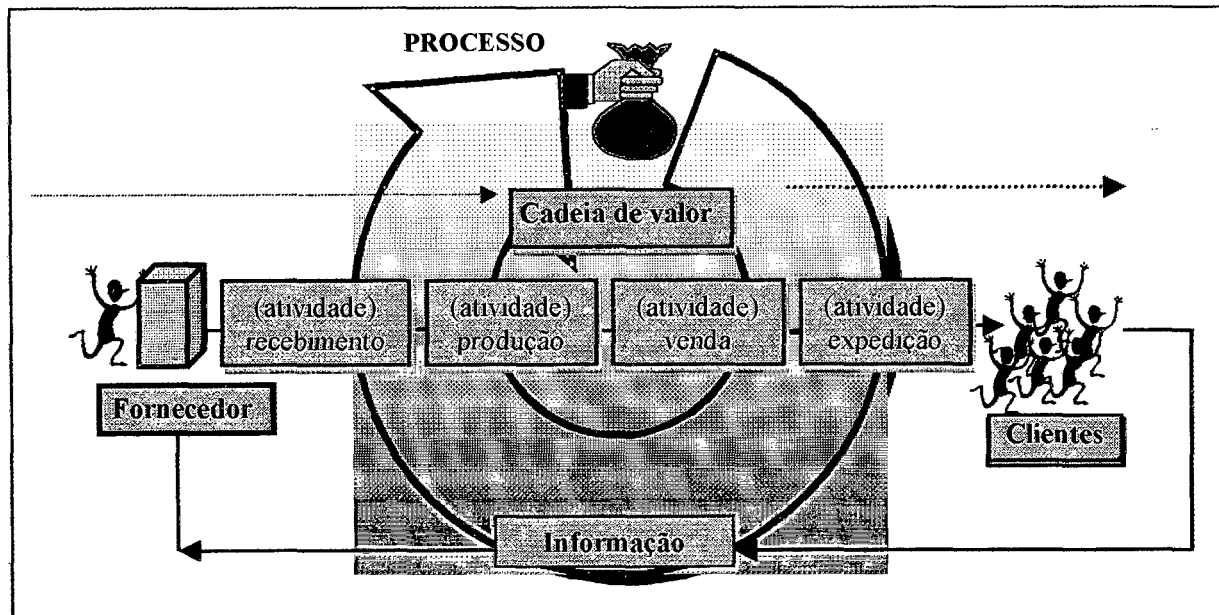 PROCESSO
Cadeia de valor
(atividade)
recebimento
(atividade)
produção
(atividade)
venda
(atividade)
expedição
Fornecedor
Clientes
Informação